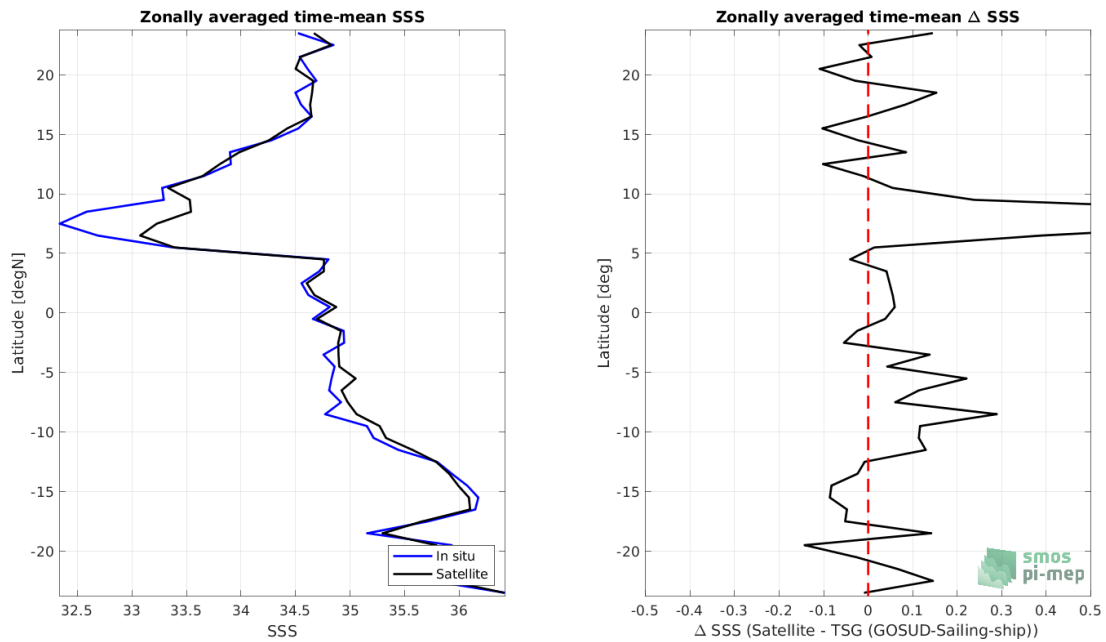 Zonally averaged time-mean SSS
20
15
10
5
0
-5
-10
-15
-20
Latitude [degN]
32.5 33 33.5 34 34.5 35 35.5 36
SSS
In situ
Satellite
Zonally averaged time-mean Δ SSS
20
15
10
5
0
-5
-10
-15
-20
Latitude [deg]
-0.5 -0.4 -0.3 -0.2 -0.1 0 0.1 0.2 0.3 0.4 0.5
Δ SSS (Satellite - TSG (GOSUD-Sailing-ship))
smos
pi-mep